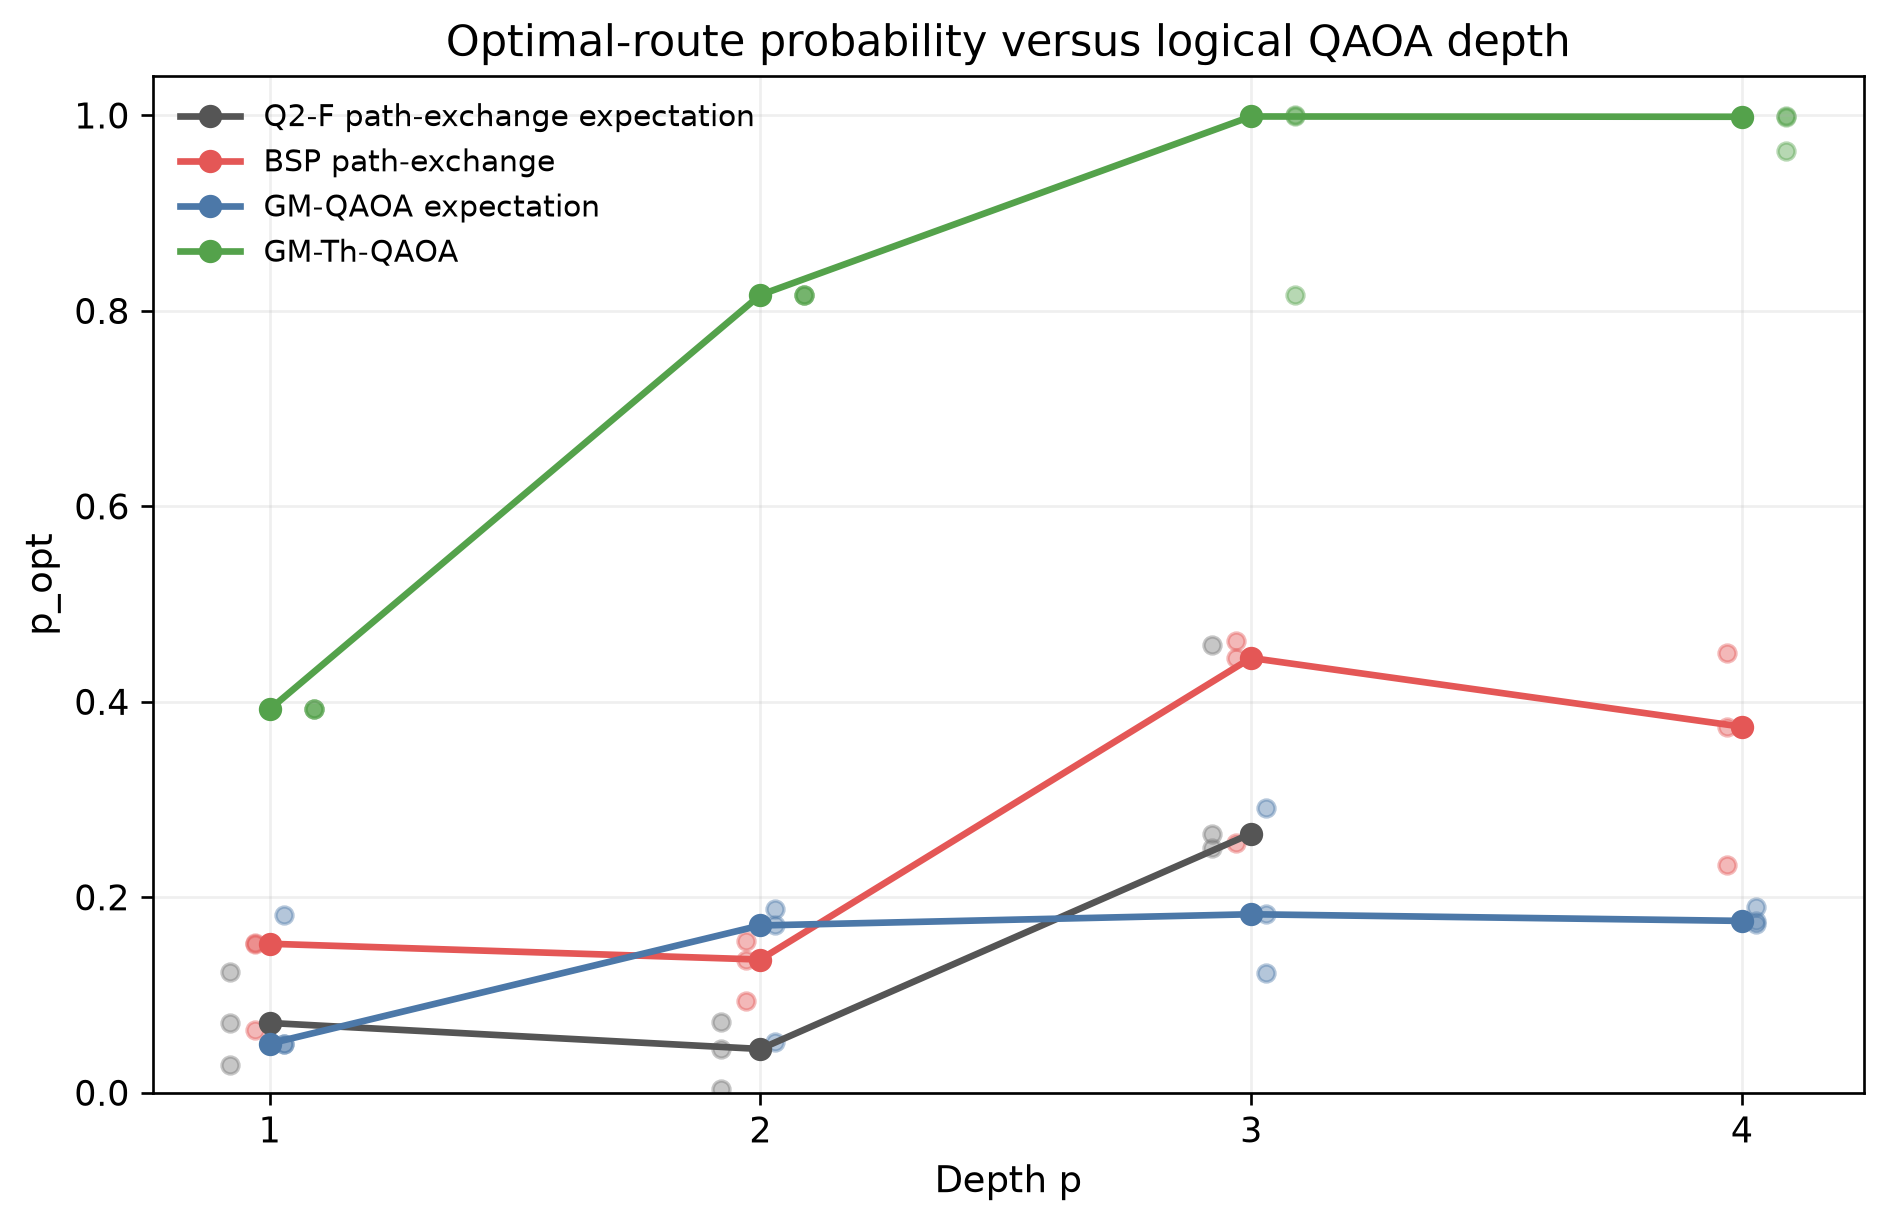 Optimal-route probability versus logical QAOA depth
Q2-F path-exchange expectation
BSP path-exchange
GM-QAOA expectation
GM-Th-QAOA
p_opt
1.0
0.8
0.6
0.4
0.2
0.0
1 2 3 4
Depth p